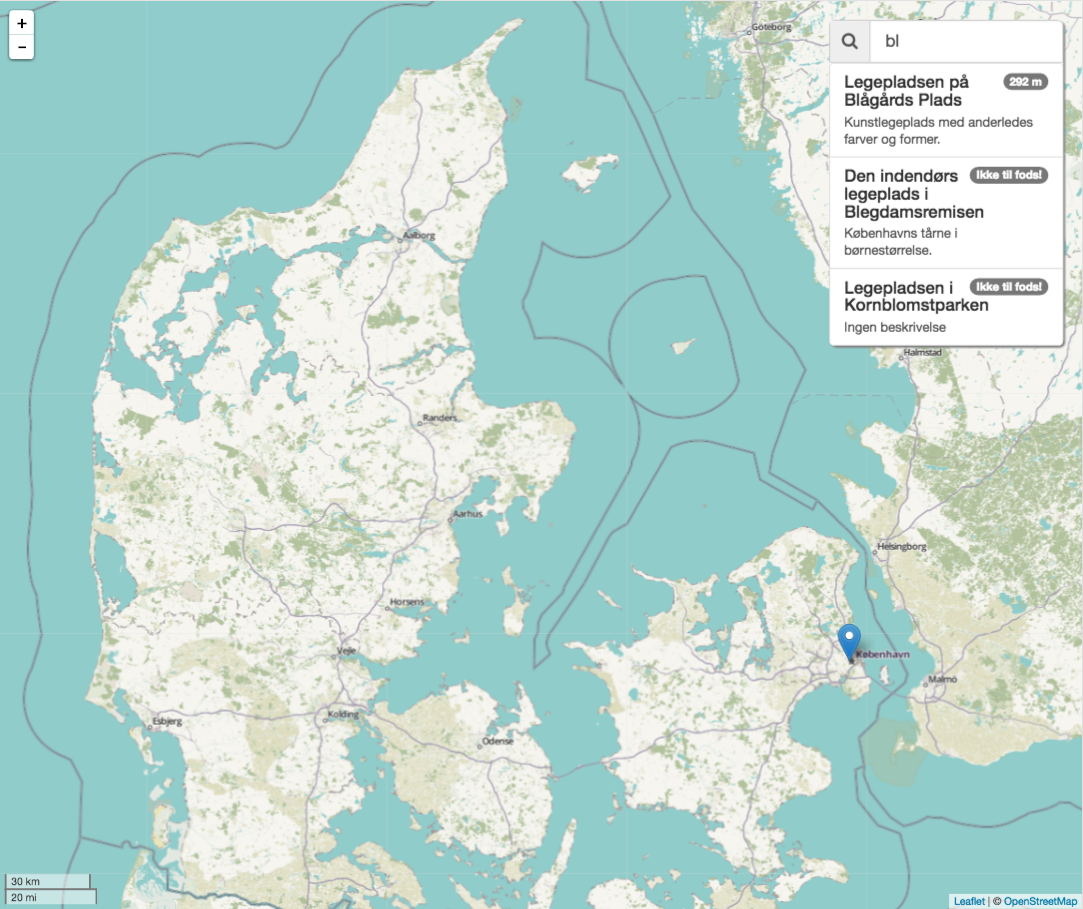 +
−
Göteborg
bl
Legepladsen på
Blågårds Plads
292 m
Kunstlegeplads med anderledes
farver og former.
Den indendørs
legeplads i
Blegdamsremisen
Ikke til fods!
Københavns tårne i
børnestørrelse.
Legepladsen i
Kornblomstparken
Ikke til fods!
Ingen beskrivelse
Aalborg
Halmstad
Randers
Aarhus
Helsingborg
Horsens
Vejle
København
Malmö
Esbjerg
Kolding
Odense
30 km
20 mi
Leaflet | © OpenStreetMap